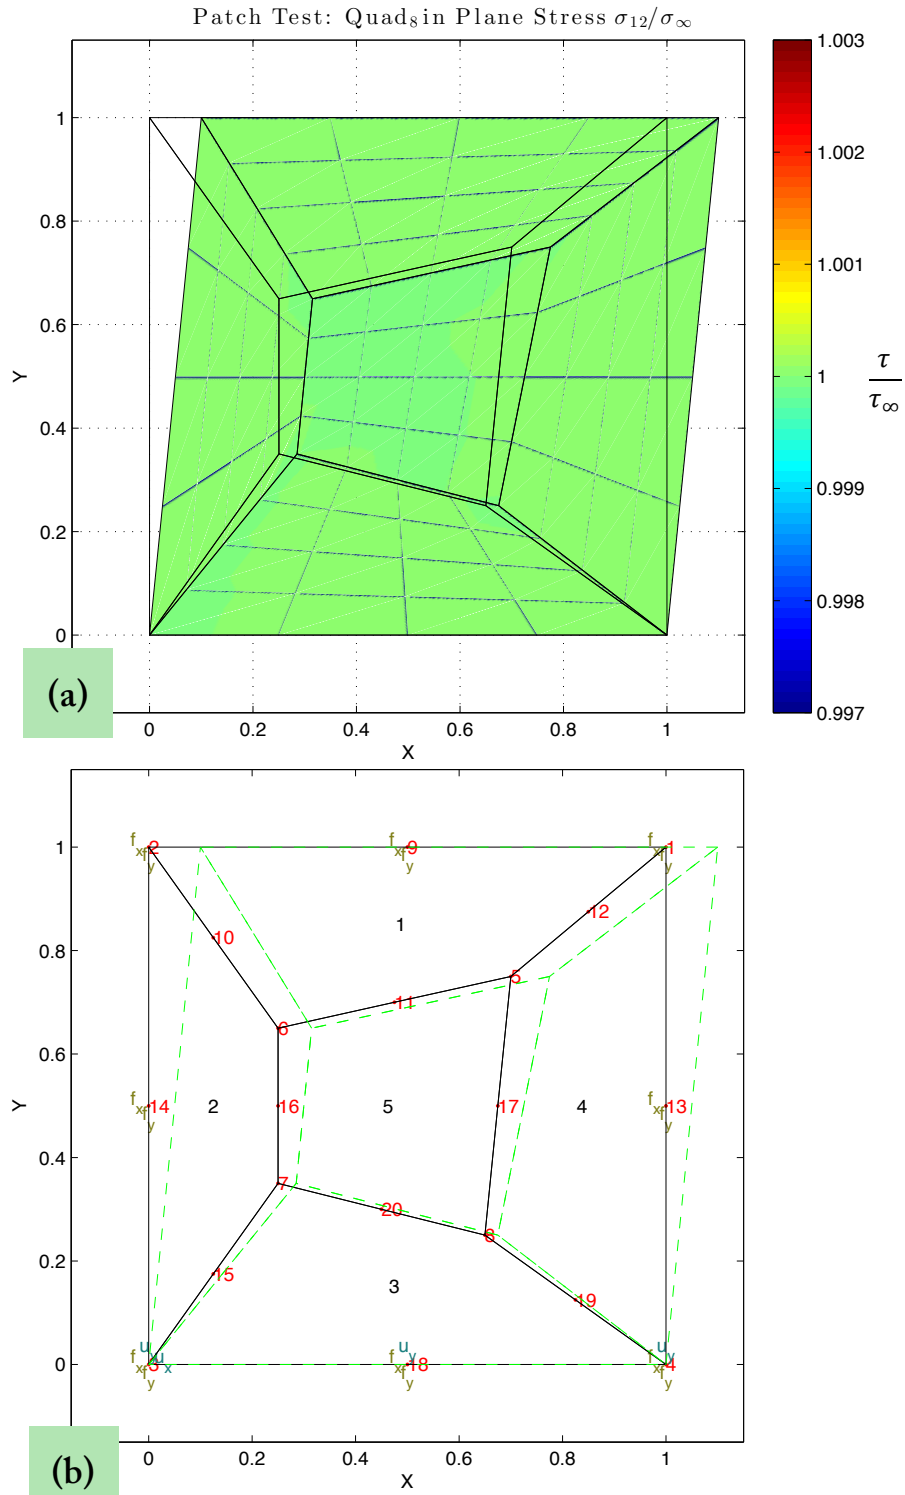 Patch Test: Quad₈ in Plane Stress σ₁₂/σ∞
1
0.8
0.6
0.4
0.2
0
Y
0
0.2
0.4
0.6
0.8
1
X
1.003
1.002
1.001
1
0.999
0.998
0.997
τ
τ∞
(a)
fx fy 2
fx fy 9
fx fy 1
1
12
10
5
11
6
fx fy 14
2
16
5
17
4
fx fy 13
7
20
8
15
3
19
ux uy fx fy 3
uy fx fy 18
uy fx fy 4
1
0.8
0.6
0.4
0.2
0
Y
0
0.2
0.4
0.6
0.8
1
X
(b)